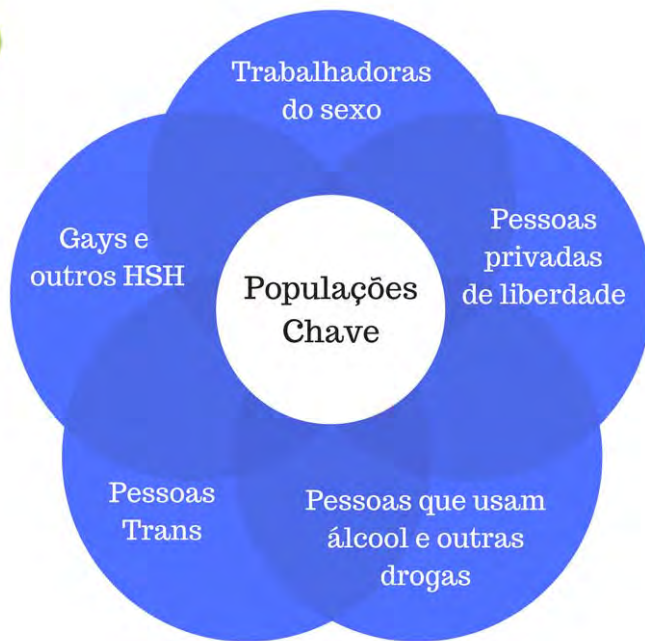 Trabalhadoras
do sexo
Gays e
outros HSH
Pessoas
privadas
de liberdade
Populações
Chave
Pessoas
Trans
Pessoas que usam
álcool e outras
drogas